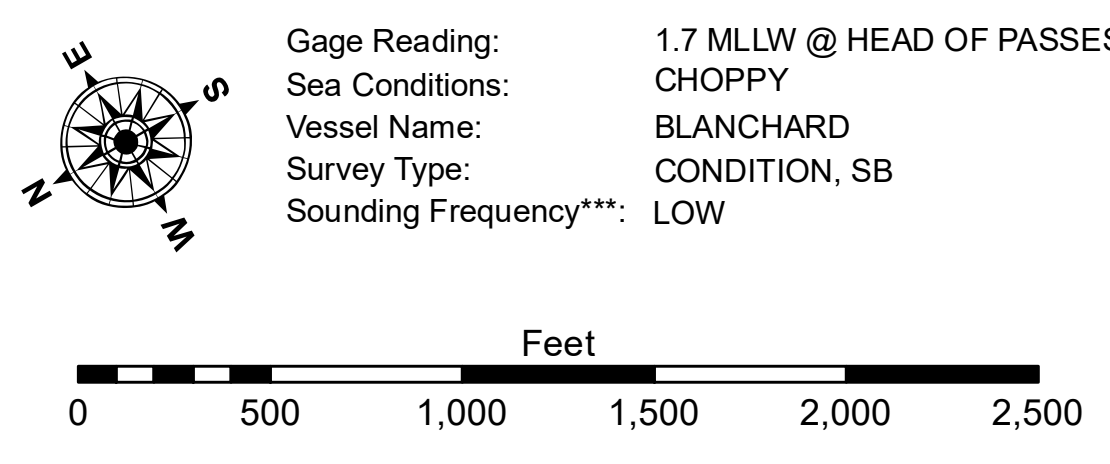 E
S
N
W
Gage Reading: 1.7 MLLW @ HEAD OF PASSES
Sea Conditions: CHOPPY
Vessel Name: BLANCHARD
Survey Type: CONDITION, SB
Sounding Frequency***: LOW
Feet
0 500 1,000 1,500 2,000 2,500